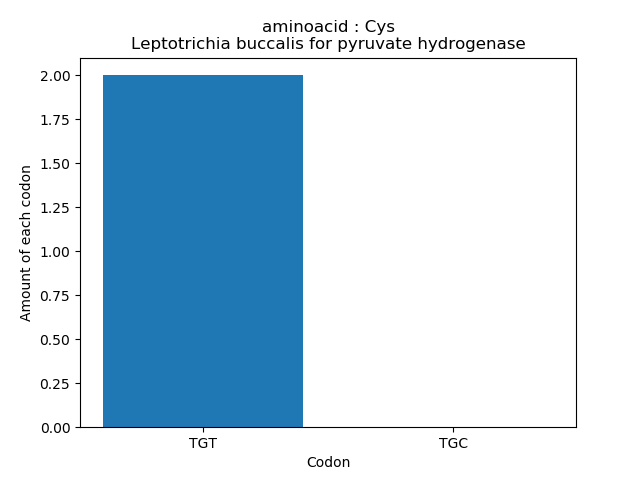 aminoacid : Cys
Leptotrichia buccalis for pyruvate hydrogenase
2.00
1.75
1.50
1.25
1.00
0.75
0.50
0.25
0.00
Amount of each codon
TGT TGC
Codon